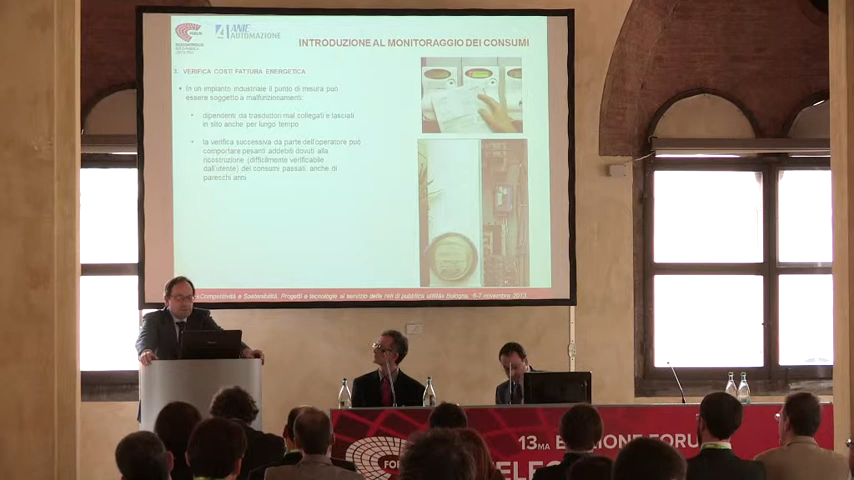 FORUM
ANIE
AUTOMAZIONE
INTRODUZIONE AL MONITORAGGIO DEI CONSUMI
3. VERIFICA COSTI FATTURA ENERGETICA
• In un impianto industriale il punto di misura può
essere soggetto a malfunzionamenti:
• dipendenti da trasduttori mal collegati e lasciati
in sito anche per lungo tempo
• la verifica successiva da parte dell'operatore può
comportare pesanti addebiti dovuti alla
ricostruzione (difficilmente verificabile
dall'utente) dei consumi passati, anche di
parecchi anni
«Competitività e Sostenibilità. Progetti e tecnologie al servizio delle reti di pubblica utilità» Bologna, 6-7 novembre 2013
13MA EDIZIONE FORUM
FOR
TELEC